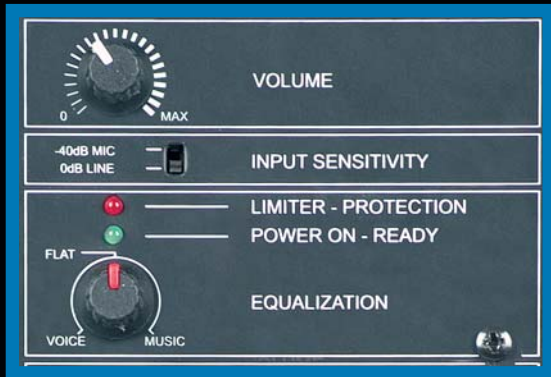 VOLUME
0
MAX
-40dB MIC
0dB LINE
INPUT SENSITIVITY
LIMITER - PROTECTION
POWER ON - READY
FLAT
EQUALIZATION
VOICE
MUSIC